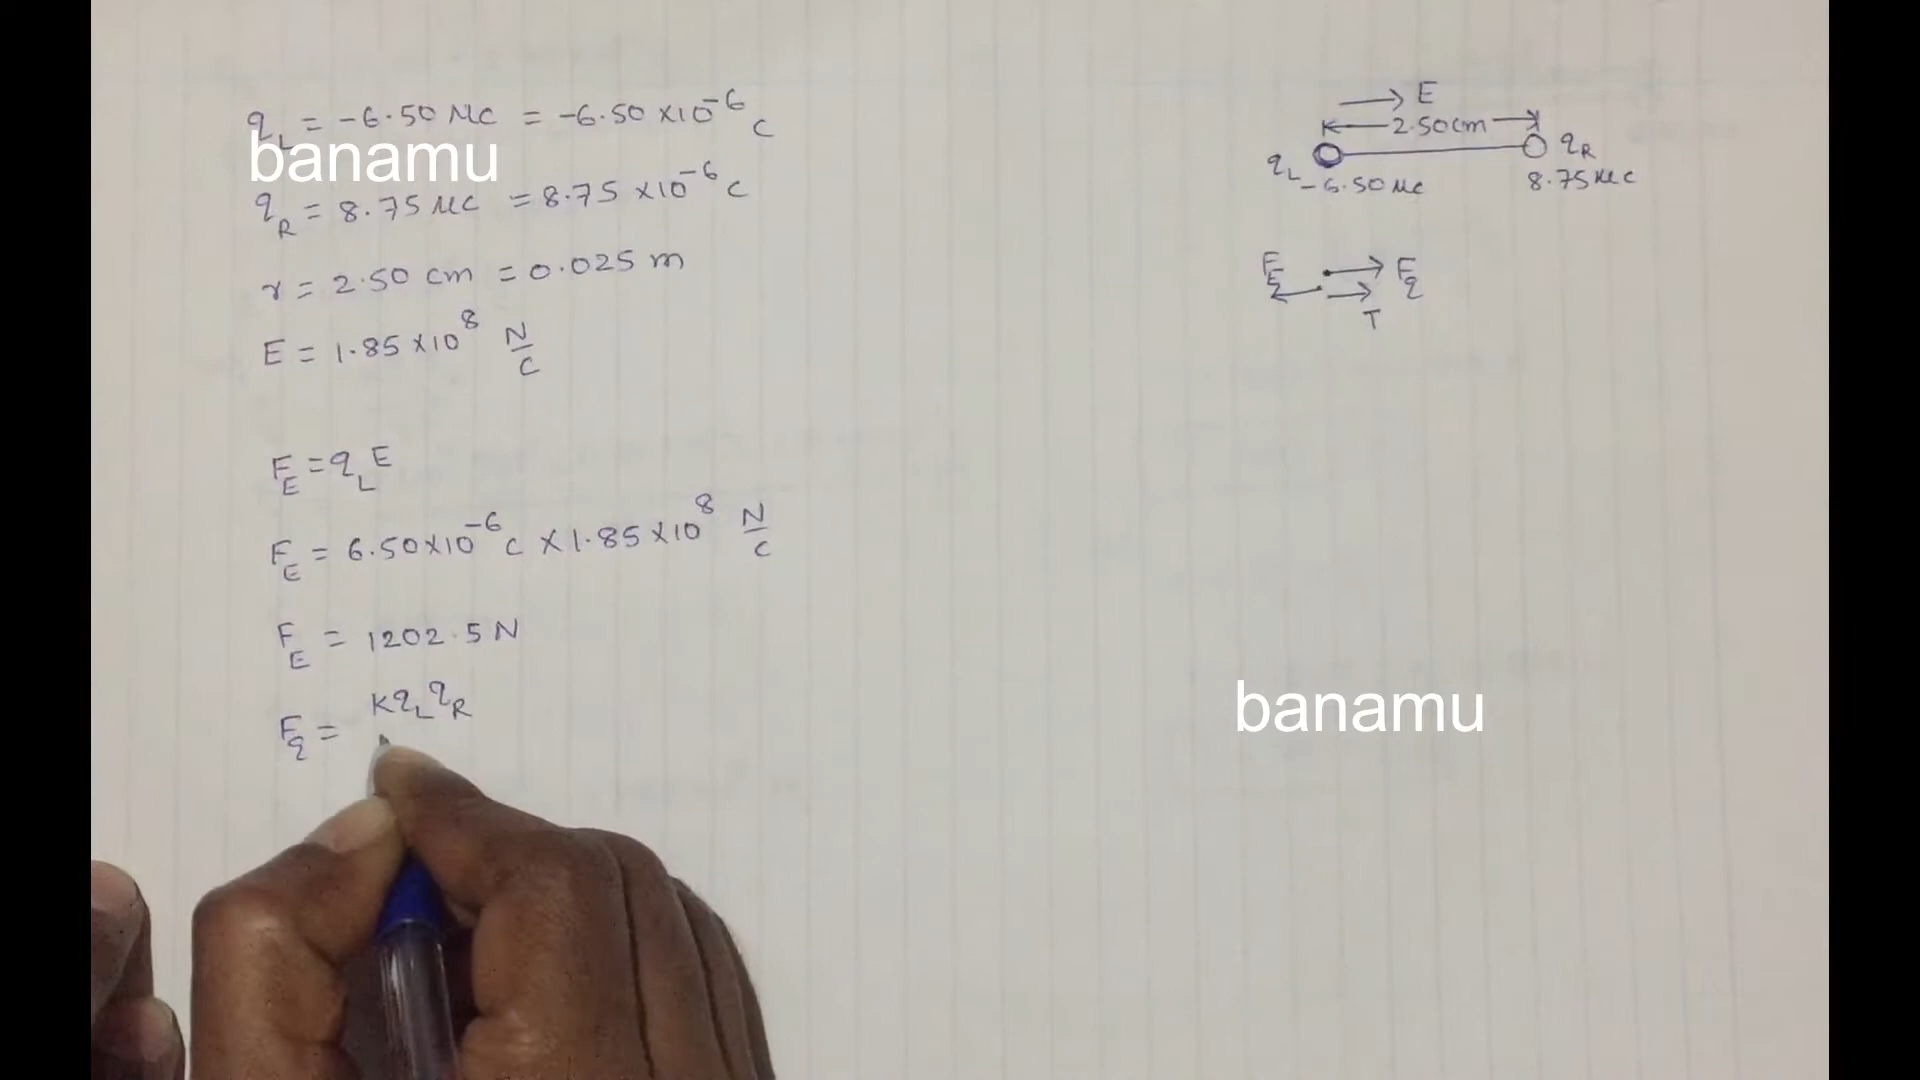 q_L = -6.50 μC = -6.50 ×10^-6 C
banamu
q_R = 8.75 μC = 8.75 ×10^-6 C
r = 2.50 cm = 0.025 m
E = 1.85 ×10^8 N/C
F_E = q_L E
F_E = 6.50×10^-6 C × 1.85×10^8 N/C
F_E = 1202.5 N
F_q = K q_L q_R
E
2.50cm
q_L q_R
-6.50 μC 8.75 μC
F_E F_q
T
banamu